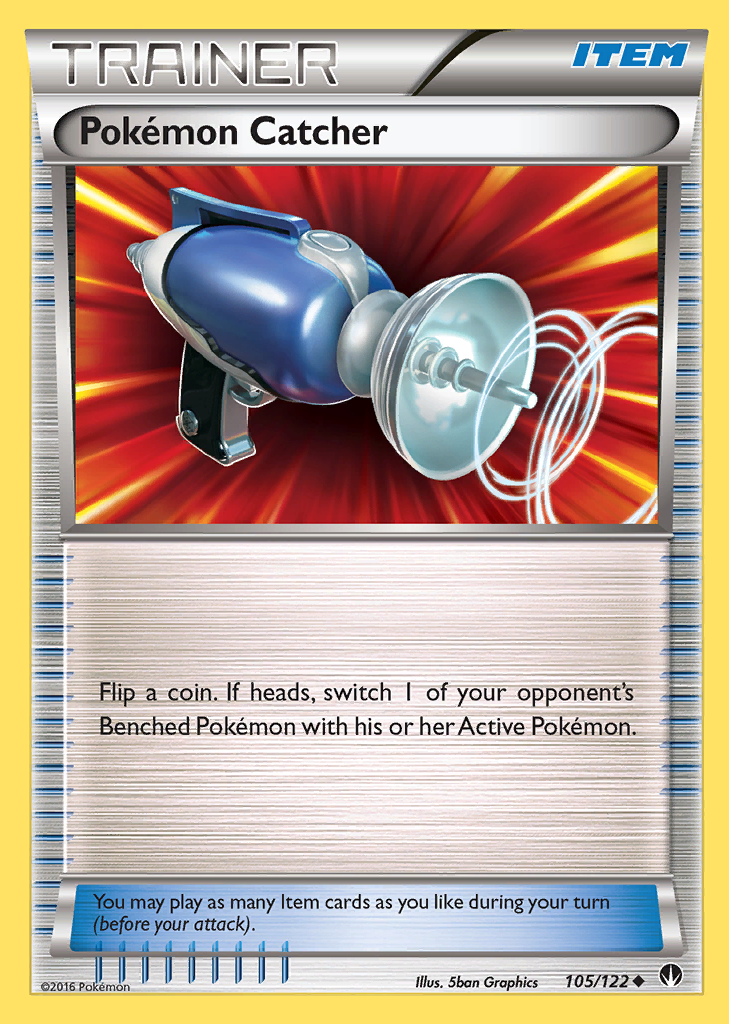 TRAINER
ITEM
Pokémon Catcher
Flip a coin. If heads, switch 1 of your opponent's
Benched Pokémon with his or her Active Pokémon.
You may play as many Item cards as you like during your turn
(before your attack).
©2016 Pokémon
Illus. 5ban Graphics
105/122